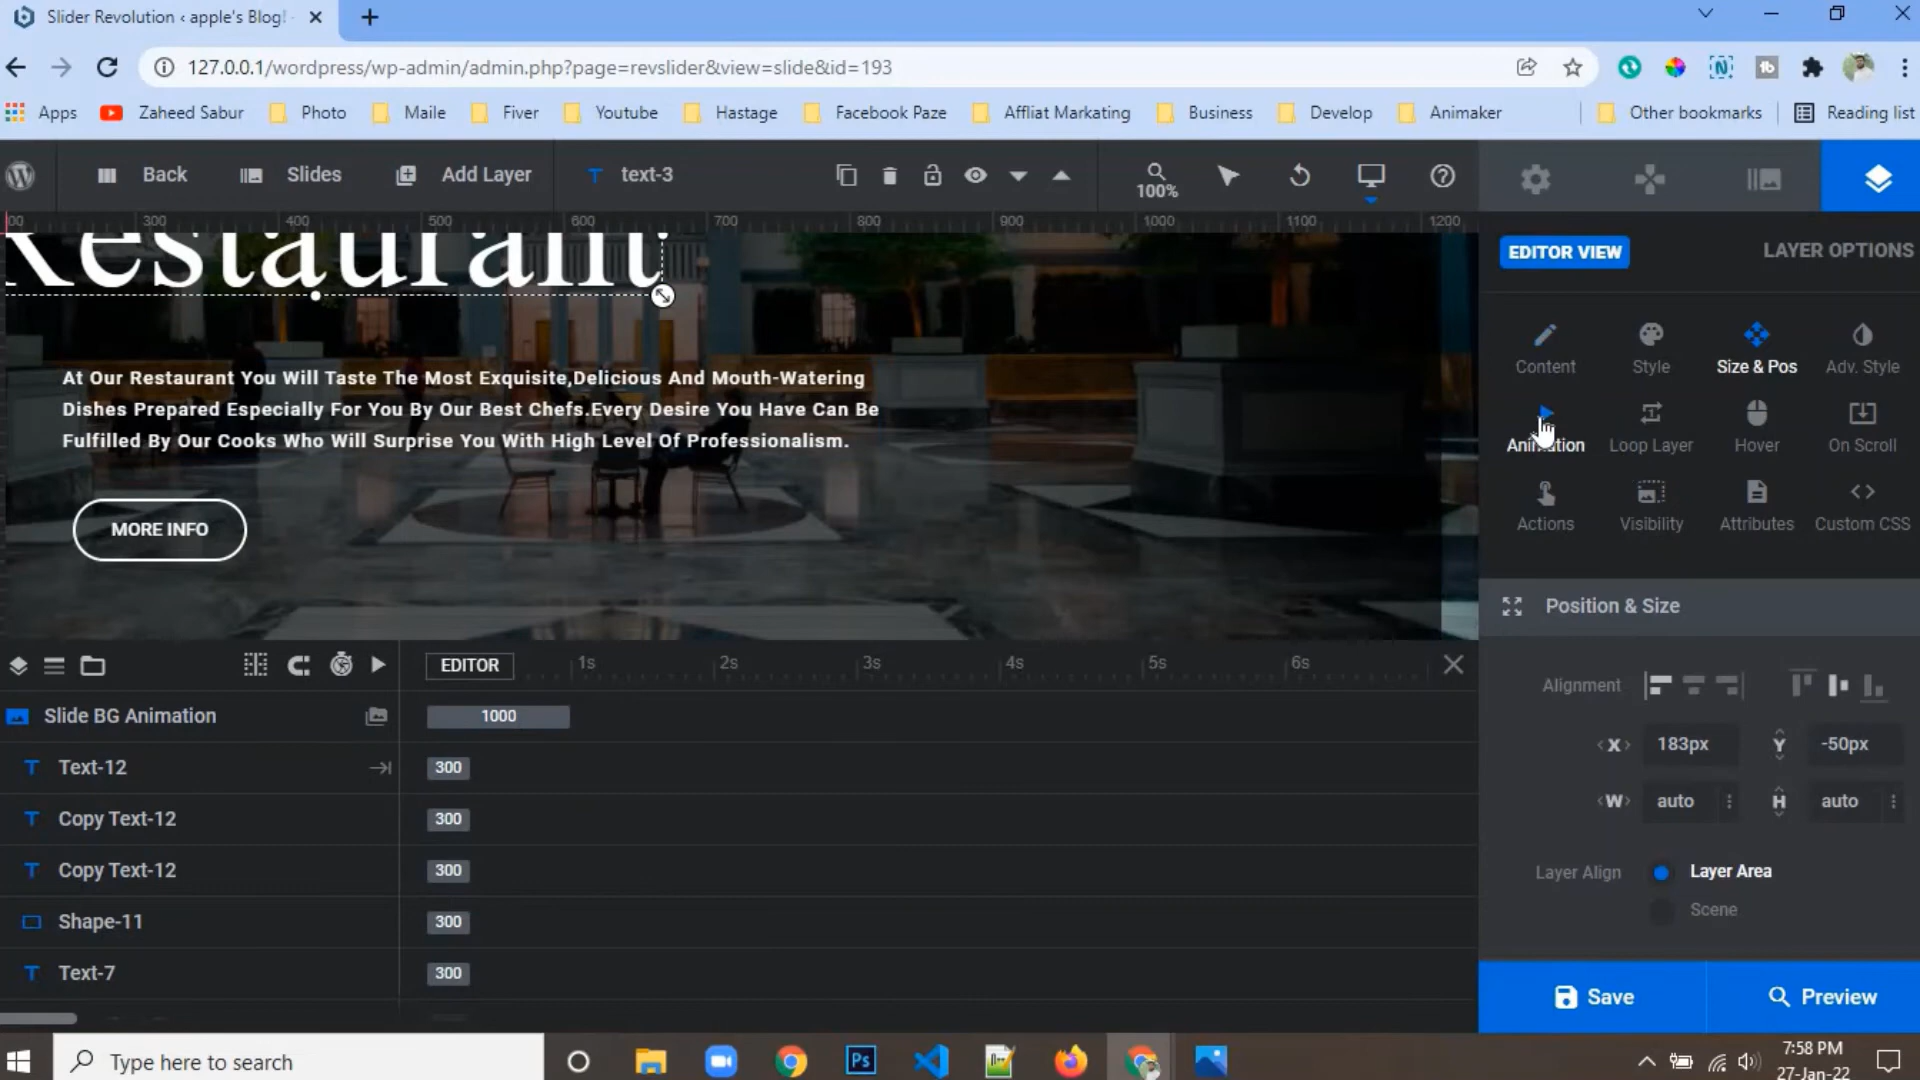 Slider Revolution ‹ apple's Blog! -
127.0.0.1/wordpress/wp-admin/admin.php?page=revslider&view=slide&id=193
Apps Zaheed Sabur Photo Maile Fiver Youtube Hastage Facebook Paze Affliat Markating Business Develop Animaker Other bookmarks Reading list
Back Slides Add Layer text-3 100%
00 300 400 500 600 700 800 900 1000 1100 1200
Restaurant
EDITOR VIEW LAYER OPTIONS
Content Style Size & Pos Adv. Style
Animation Loop Layer Hover On Scroll
Actions Visibility Attributes Custom CSS
At Our Restaurant You Will Taste The Most Exquisite,Delicious And Mouth-Watering
Dishes Prepared Especially For You By Our Best Chefs.Every Desire You Have Can Be
Fulfilled By Our Cooks Who Will Surprise You With High Level Of Professionalism.
MORE INFO
Position & Size
Alignment
X 183px Y -50px
W auto H auto
Layer Align Layer Area
Scene
Save Preview
EDITOR 1s 2s 3s 4s 5s 6s
Slide BG Animation 1000
Text-12 300
Copy Text-12 300
Copy Text-12 300
Shape-11 300
Text-7 300
Type here to search
7:58 PM
27-Jan-22